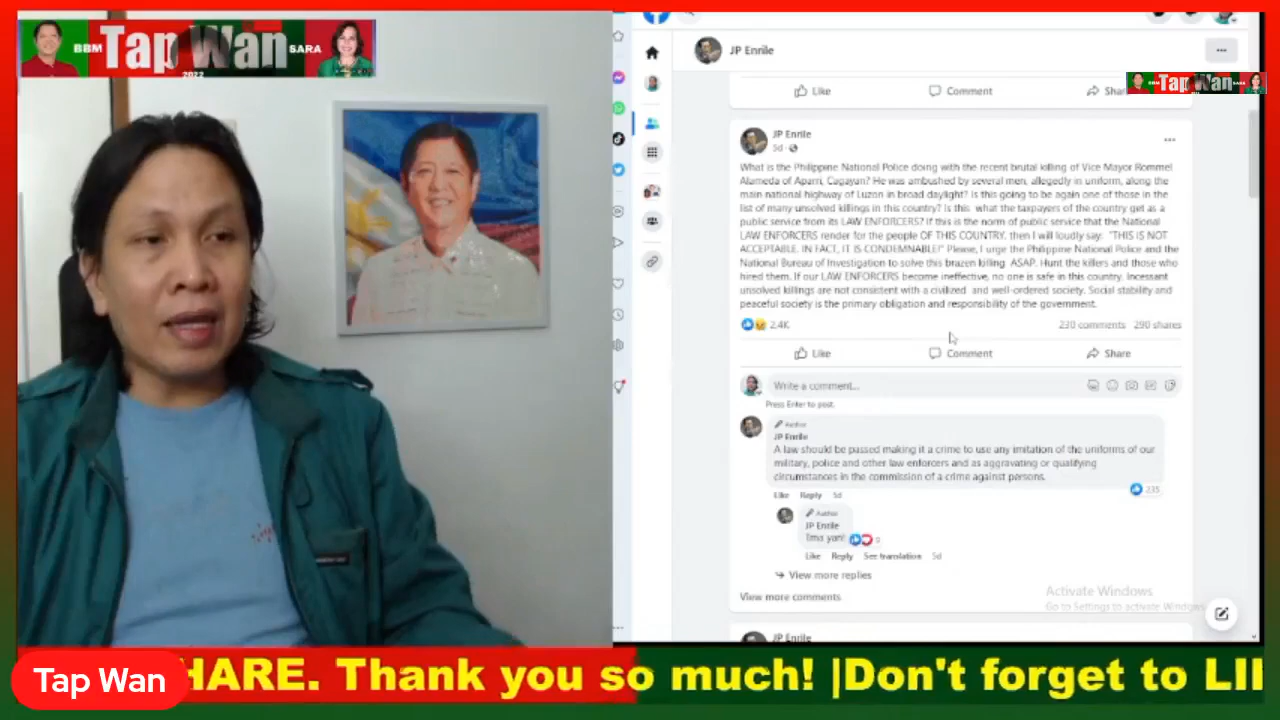 BBM Tap Wan SARA
2022
JP Enrile
Like Comment Shar
BBM Tap Wan SARA
JP Enrile
5d
What is the Philippine National Police doing with the recent brutal killing of Vice Mayor Rommel
Alameda of Aparri, Cagayan? He was ambushed by several men, allegedly in uniform, along the
main national highway of Luzon in broad daylight? Is this going to be again one of those in the
list of many unsolved killings in this country? Is this what the taxpayers of the country get as a
public service from its LAW ENFORCERS? If this is the norm of public service that the National
LAW ENFORCERS render for the people OF THIS COUNTRY, then I will loudly say: "THIS IS NOT
ACCEPTABLE. IN FACT, IT IS CONDEMNABLE!" Please, I urge the Philippine National Police and the
National Bureau of Investigation to solve this brazen killing ASAP. Hunt the killers and those who
hired them. If our LAW ENFORCERS become ineffective, no one is safe in this country. Incessant
unsolved killings are not consistent with a civilized and well-ordered society. Social stability and
peaceful society is the primary obligation and responsibility of the government.
2.4K 230 comments 290 shares
Like Comment Share
Write a comment...
Press Enter to post.
Author
JP Enrile
A law should be passed making it a crime to use any imitation of the uniforms of our
military, police and other law enforcers and as aggravating or qualifying
circumstances in the commission of a crime against persons.
235
Like Reply 5d
Author
JP Enrile
Tma yan!
9
Like Reply See translation 5d
View more replies
View more comments
Activate Windows
Go to Settings to activate Windows
JP Enrile
Tap Wan
HARE. Thank you so much! |Don't forget to LI